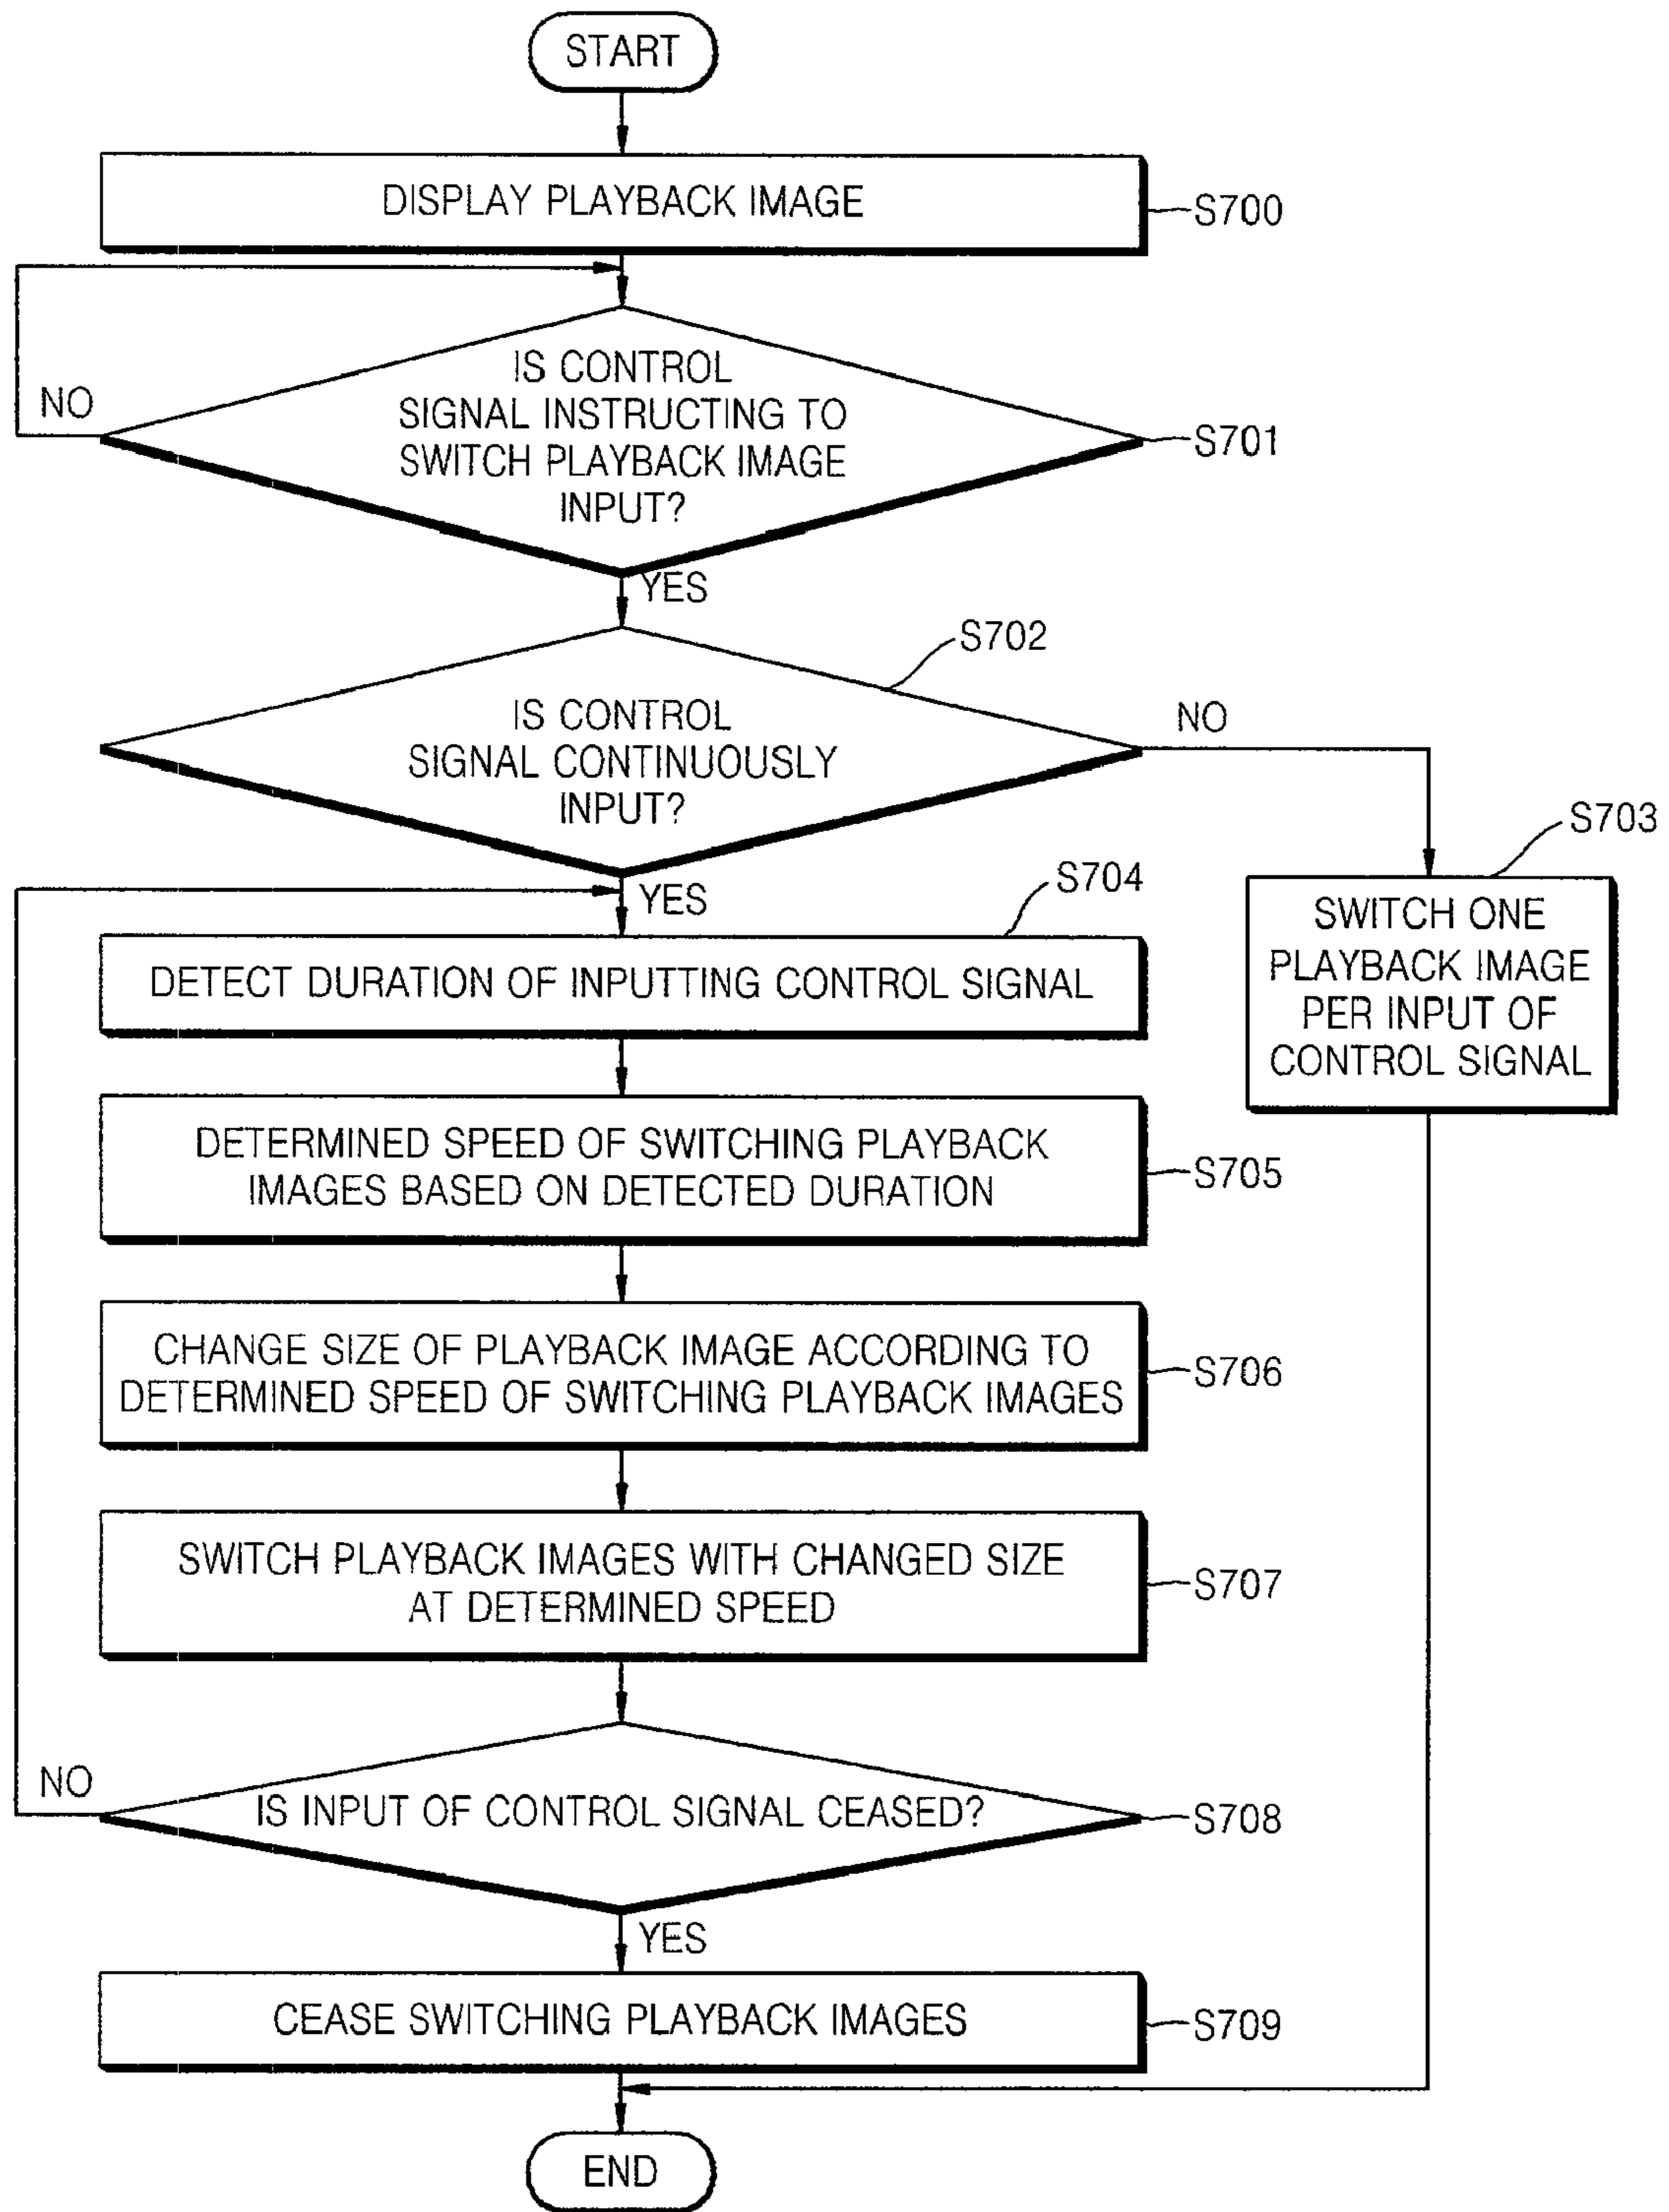 START
DISPLAY PLAYBACK IMAGE
S700
IS CONTROL
SIGNAL INSTRUCTING TO
SWITCH PLAYBACK IMAGE
INPUT?
NO
S701
YES
S702
IS CONTROL
SIGNAL CONTINUOUSLY
INPUT?
NO
S703
SWITCH ONE
PLAYBACK IMAGE
PER INPUT OF
CONTROL SIGNAL
YES
S704
DETECT DURATION OF INPUTTING CONTROL SIGNAL
DETERMINED SPEED OF SWITCHING PLAYBACK
IMAGES BASED ON DETECTED DURATION
S705
CHANGE SIZE OF PLAYBACK IMAGE ACCORDING TO
DETERMINED SPEED OF SWITCHING PLAYBACK IMAGES
S706
SWITCH PLAYBACK IMAGES WITH CHANGED SIZE
AT DETERMINED SPEED
S707
NO
IS INPUT OF CONTROL SIGNAL CEASED?
S708
YES
CEASE SWITCHING PLAYBACK IMAGES
S709
END